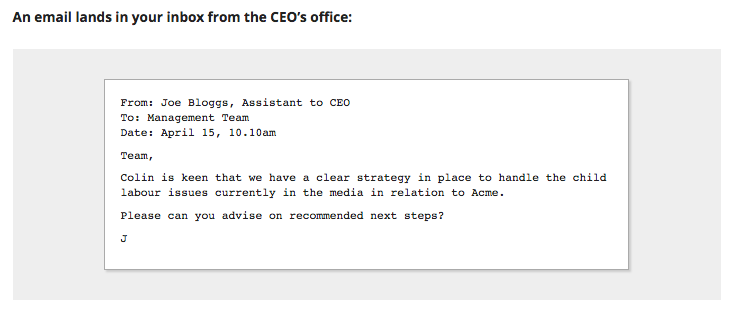 An email lands in your inbox from the CEO's office:
From: Joe Bloggs, Assistant to CEO
To: Management Team
Date: April 15, 10.10am
Team,
Colin is keen that we have a clear strategy in place to handle the child
labour issues currently in the media in relation to Acme.
Please can you advise on recommended next steps?
J